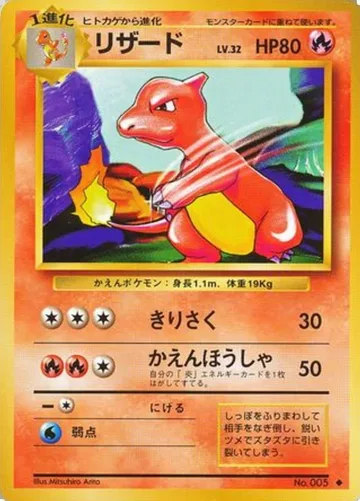 1進化 ヒトカゲから進化 モンスターカードに重ねて使います。
リザード LV.32 HP80
かえんポケモン：身長1.1m、体重19Kg
きりさく 30
かえんほうしゃ 50
自分の「炎」エネルギーカードを1枚
はがしてすてる。
にげる
弱点
しっぽをふりまわして
相手をなぎ倒し、鋭い
ツメでズタズタに引き
裂いてしまう。
Illus. Mitsuhiro Arita No.005